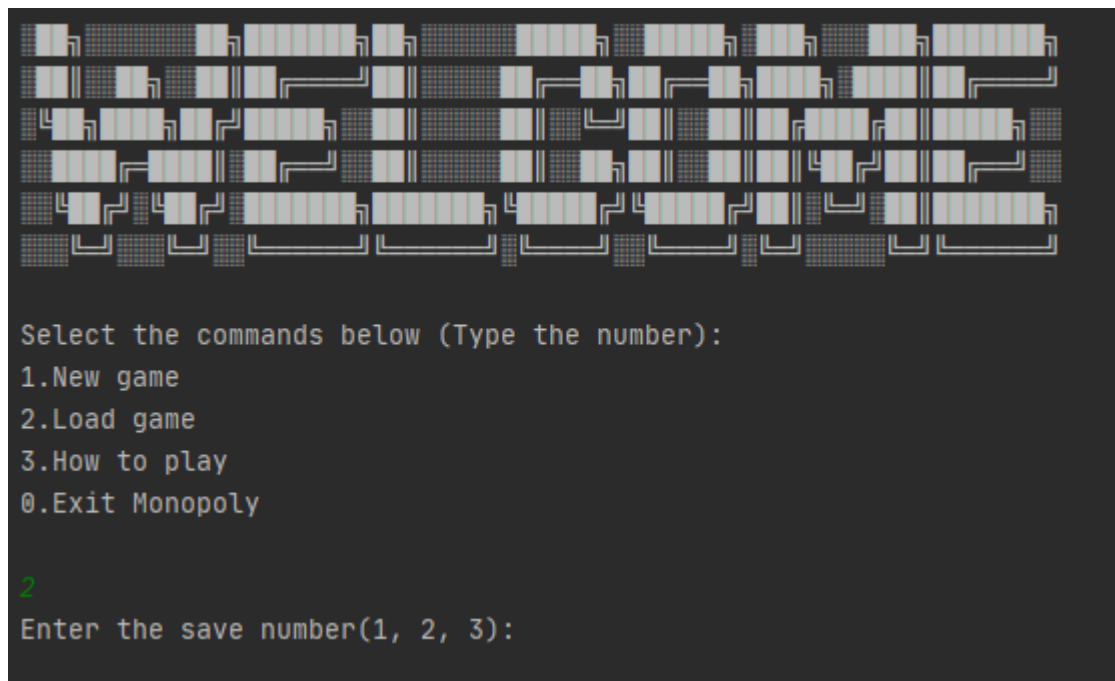 WELCOME
Select the commands below (Type the number):
1.New game
2.Load game
3.How to play
0.Exit Monopoly
2
Enter the save number(1, 2, 3):